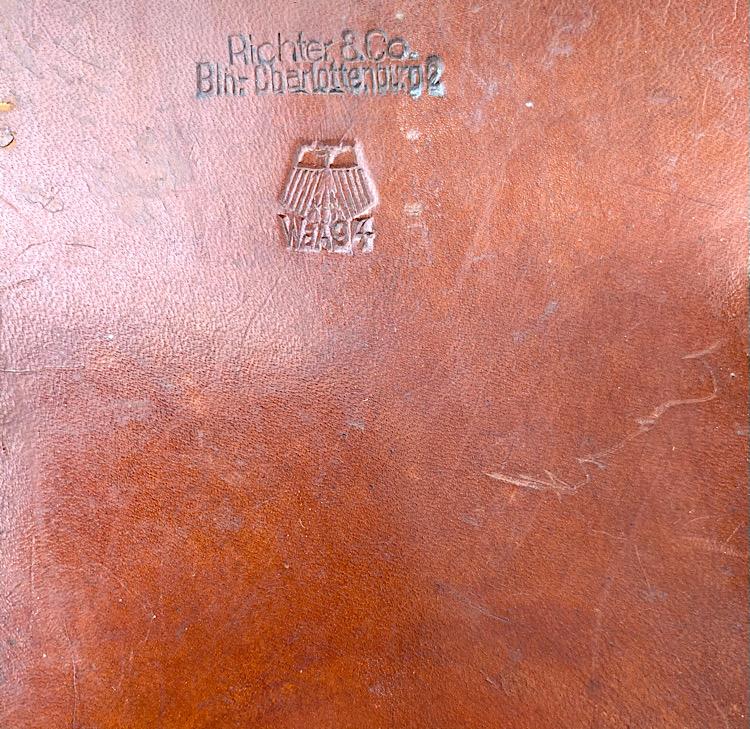 Richter & Co.
Bln.- Charlottenburg 2
WaA94